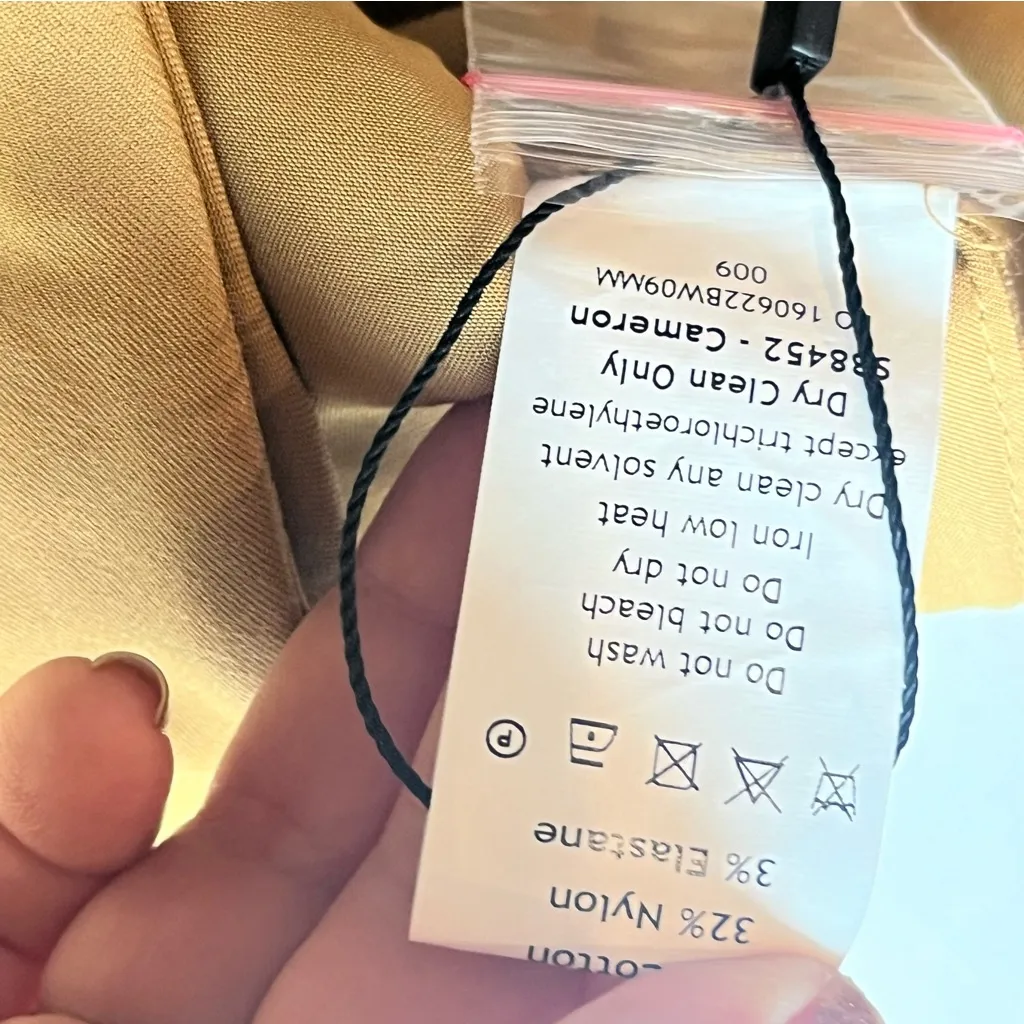 Cotton
32% Nylon
3% Elastane
P
Do not wash
Do not bleach
Do not dry
Iron low heat
Dry clean any solvent
except trichloroethylene
Dry Clean Only
- Cameron
160622BW09MM
009